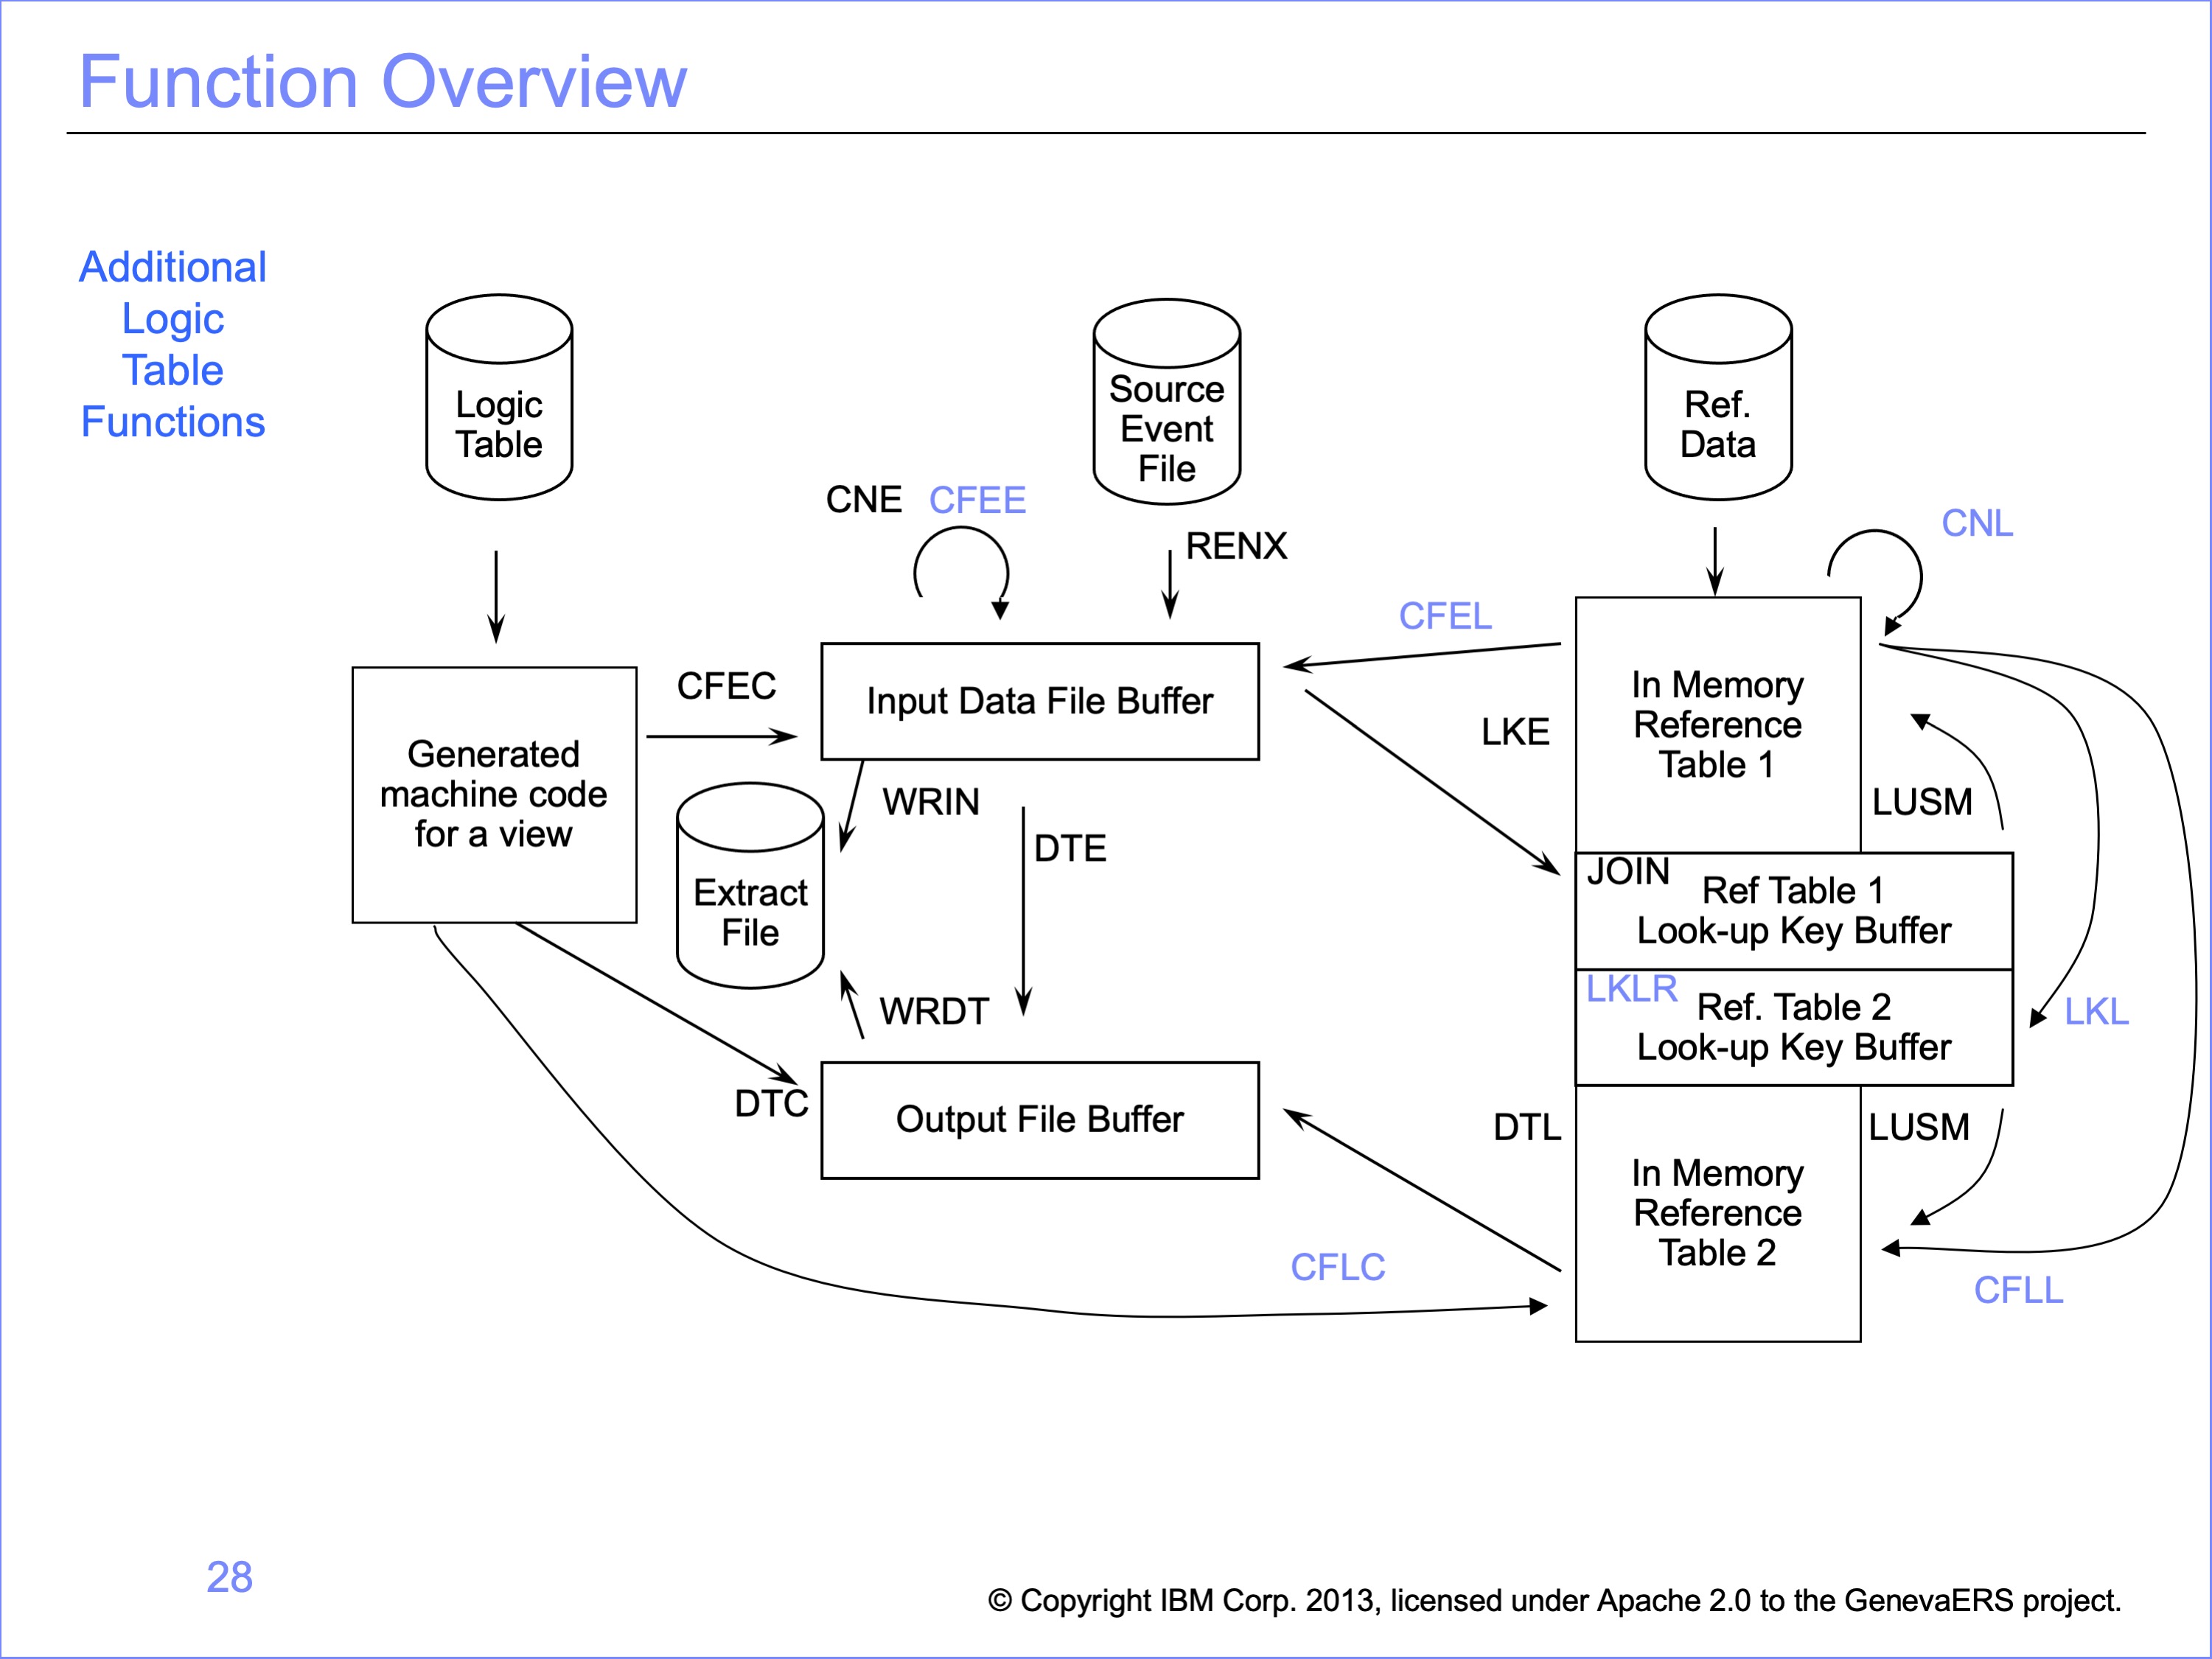 Function Overview
Additional
Logic
Table
Functions
Logic
Table
Source
Event
File
Ref.
Data
CNE CFEE
RENX
CNL
CFEL
CFEC
Generated
machine code
for a view
Input Data File Buffer
LKE
In Memory
Reference
Table 1
LUSM
WRIN
DTE
Extract
File
JOIN
Ref Table 1
Look-up Key Buffer
LKLR
Ref. Table 2
Look-up Key Buffer
LKL
WRDT
DTC
Output File Buffer
DTL
LUSM
In Memory
Reference
Table 2
CFLC
CFLL
28
© Copyright IBM Corp. 2013, licensed under Apache 2.0 to the GenevaERS project.